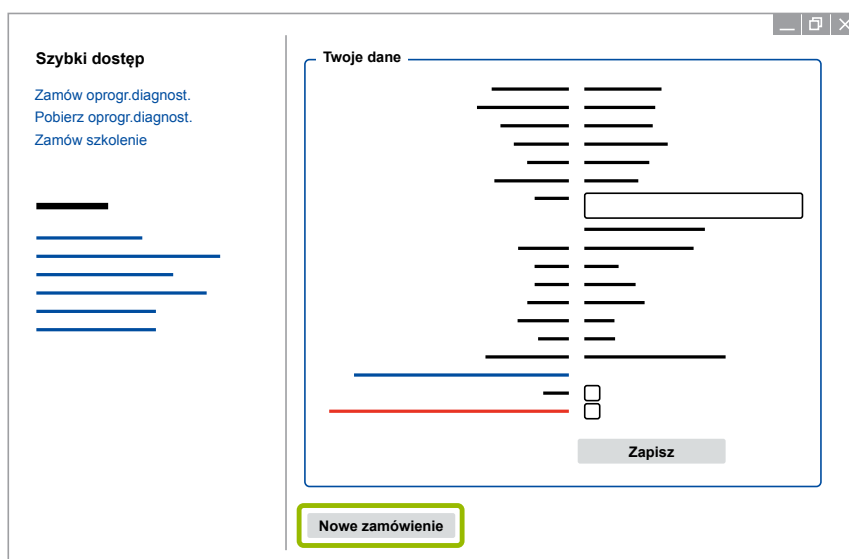 Szybki dostęp
Zamów oprogr.diagnost.
Pobierz oprogr.diagnost.
Zamów szkolenie
Twoje dane
Zapisz
Nowe zamówienie